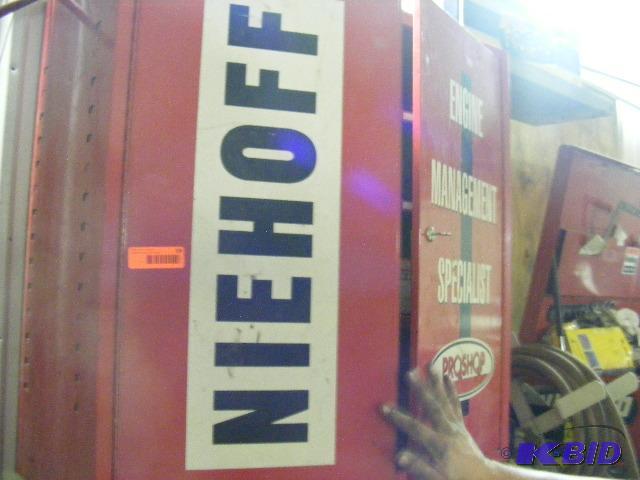 NIEHOFF
ENGINE
MANAGEMENT
SPECIALIST
PROSHOP
© K-BID